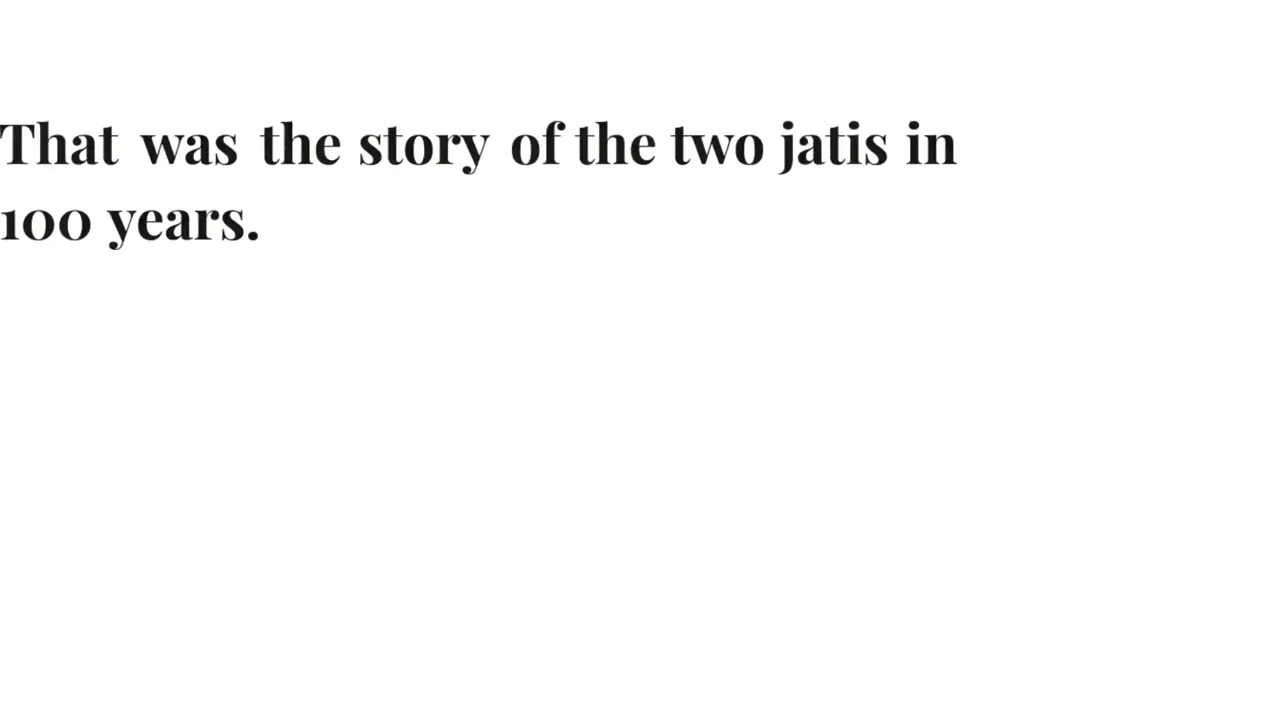 That was the story of the two jatis in
100 years.